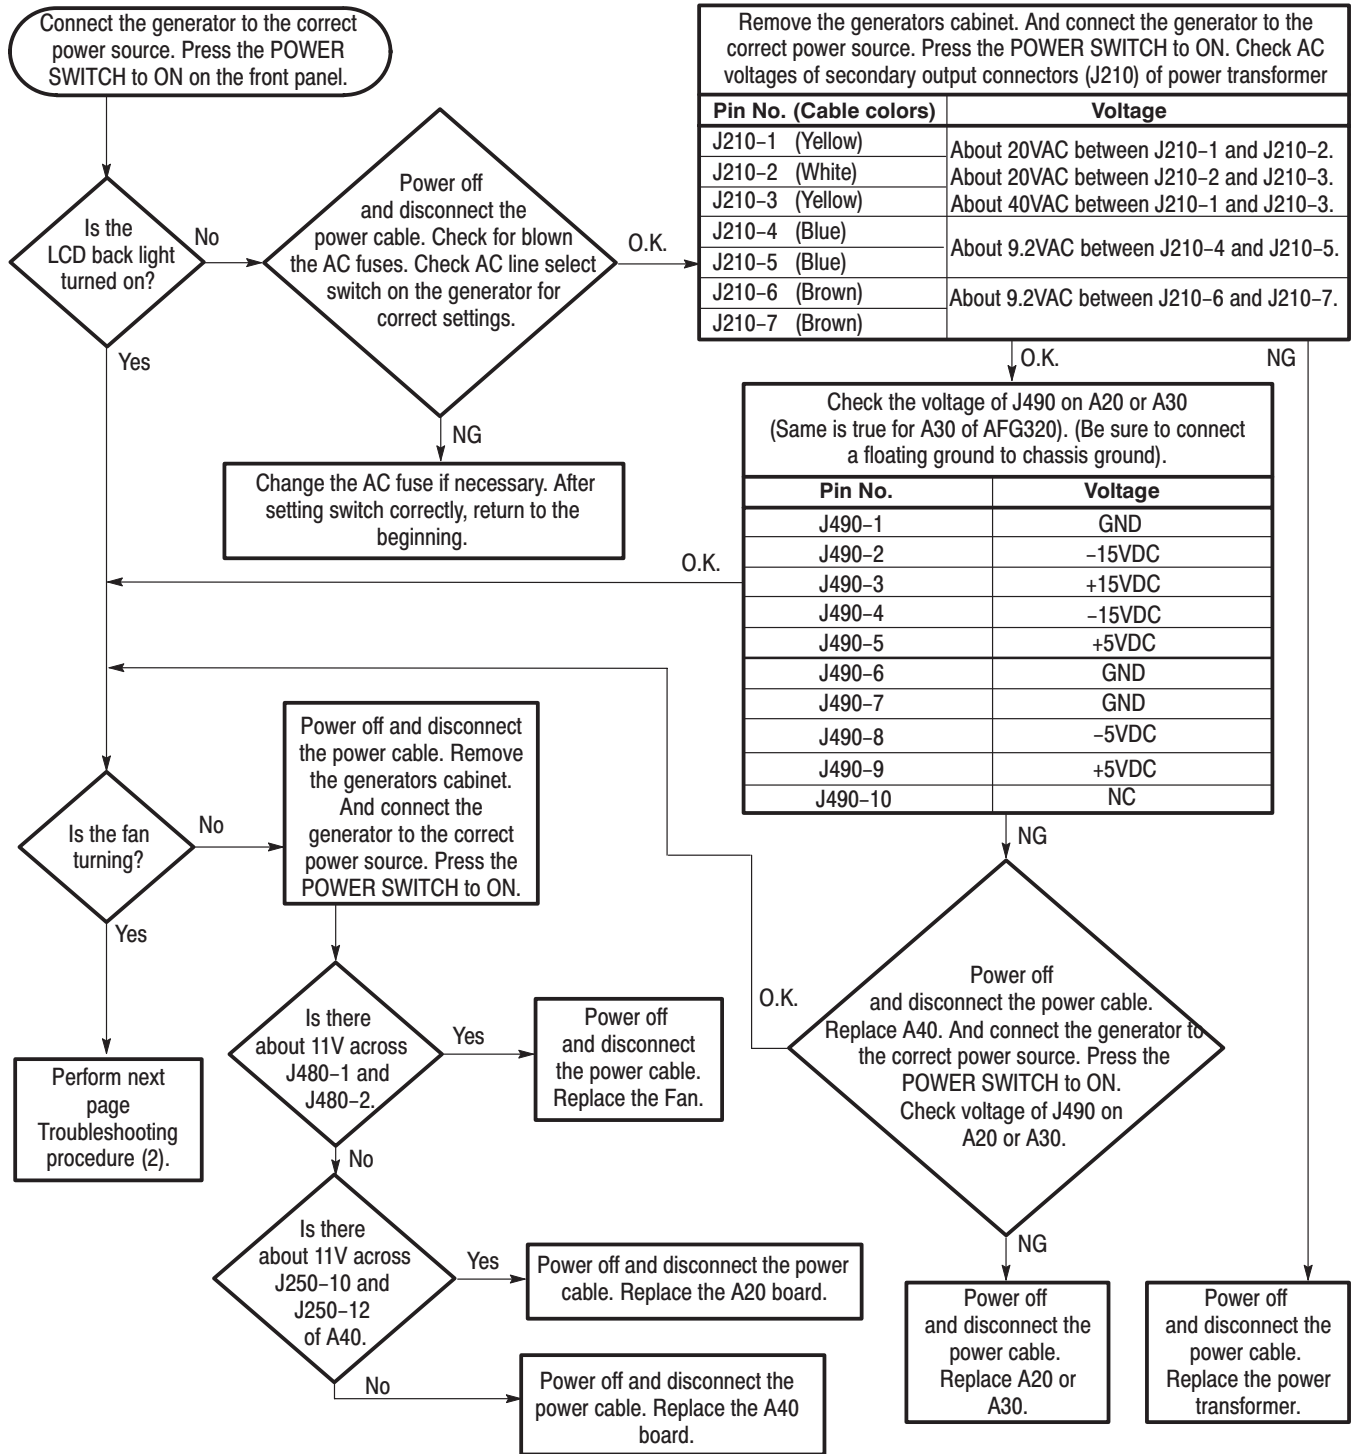 Connect the generator to the correct
power source. Press the POWER
SWITCH to ON on the front panel.
Is the
LCD back light
turned on?
No
Yes
Power off
and disconnect the
power cable. Check for blown
the AC fuses. Check AC line select
switch on the generator for
correct settings.
O.K.
NG
Change the AC fuse if necessary. After
setting switch correctly, return to the
beginning.
Remove the generators cabinet. And connect the generator to the
correct power source. Press the POWER SWITCH to ON. Check AC
voltages of secondary output connectors (J210) of power transformer
Pin No. (Cable colors) Voltage
J210–1 (Yellow)
J210–2 (White)
J210–3 (Yellow)
About 20VAC between J210–1 and J210–2.
About 20VAC between J210–2 and J210–3.
About 40VAC between J210–1 and J210–3.
J210–4 (Blue)
J210–5 (Blue)
About 9.2VAC between J210–4 and J210–5.
J210–6 (Brown)
J210–7 (Brown)
About 9.2VAC between J210–6 and J210–7.
O.K.
NG
Check the voltage of J490 on A20 or A30
(Same is true for A30 of AFG320). (Be sure to connect
a floating ground to chassis ground).
Pin No. Voltage
J490–1 GND
J490–2 –15VDC
J490–3 +15VDC
J490–4 –15VDC
J490–5 +5VDC
J490–6 GND
J490–7 GND
J490–8 –5VDC
J490–9 +5VDC
J490–10 NC
O.K.
NG
Is the fan
turning?
No
Yes
Power off and disconnect
the power cable. Remove
the generators cabinet.
And connect the
generator to the correct
power source. Press the
POWER SWITCH to ON.
Perform next
page
Troubleshooting
procedure (2).
Is there
about 11V across
J480–1 and
J480–2.
Yes
No
Power off
and disconnect
the power cable.
Replace the Fan.
Is there
about 11V across
J250–10 and
J250–12
of A40.
Yes
No
Power off and disconnect the power
cable. Replace the A20 board.
Power off and disconnect the
power cable. Replace the A40
board.
Power off
and disconnect the power cable.
Replace A40. And connect the generator to
the correct power source. Press the
POWER SWITCH to ON.
Check voltage of J490 on
A20 or A30.
O.K.
NG
Power off
and disconnect the
power cable.
Replace A20 or
A30.
Power off
and disconnect the
power cable.
Replace the power
transformer.